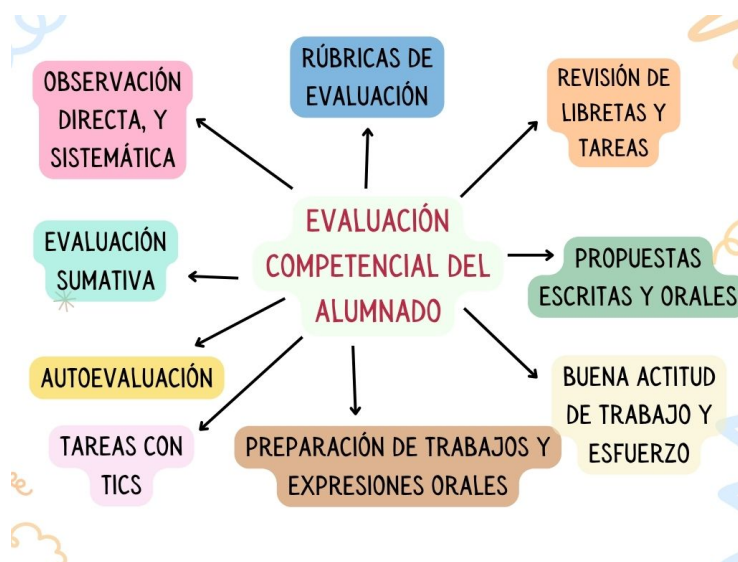 OBSERVACIÓN
DIRECTA, Y
SISTEMÁTICA
RÚBRICAS DE
EVALUACIÓN
REVISIÓN DE
LIBRETAS Y
TAREAS
EVALUACIÓN
COMPETENCIAL DEL
ALUMNADO
EVALUACIÓN
SUMATIVA
PROPUESTAS
ESCRITAS Y ORALES
AUTOEVALUACIÓN
BUENA ACTITUD
DE TRABAJO Y
ESFUERZO
TAREAS CON
TICS
PREPARACIÓN DE TRABAJOS Y
EXPRESIONES ORALES